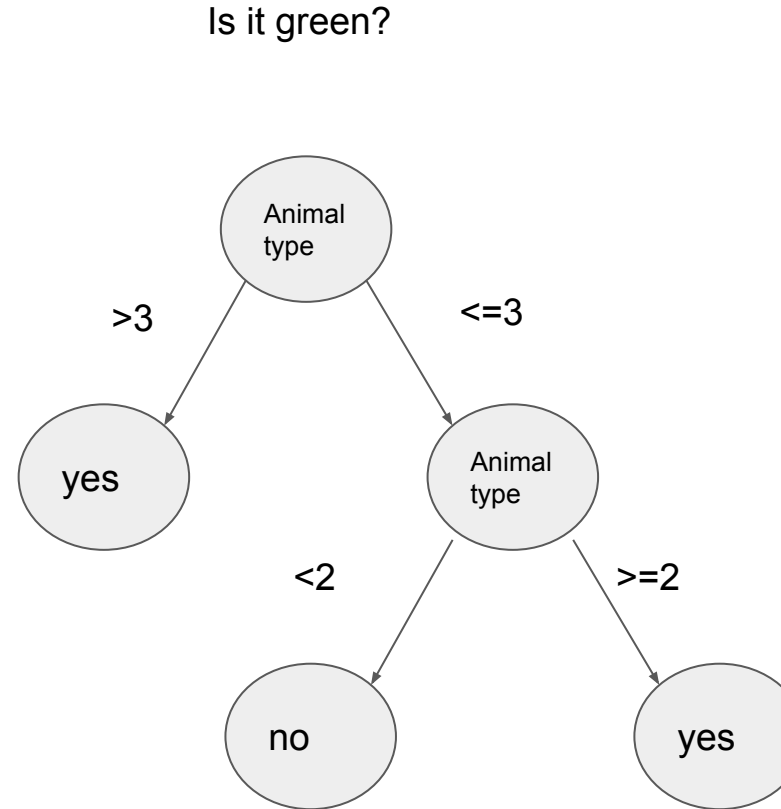 Is it green?
Animal
type
>3
<=3
yes
Animal
type
<2
>=2
no
yes